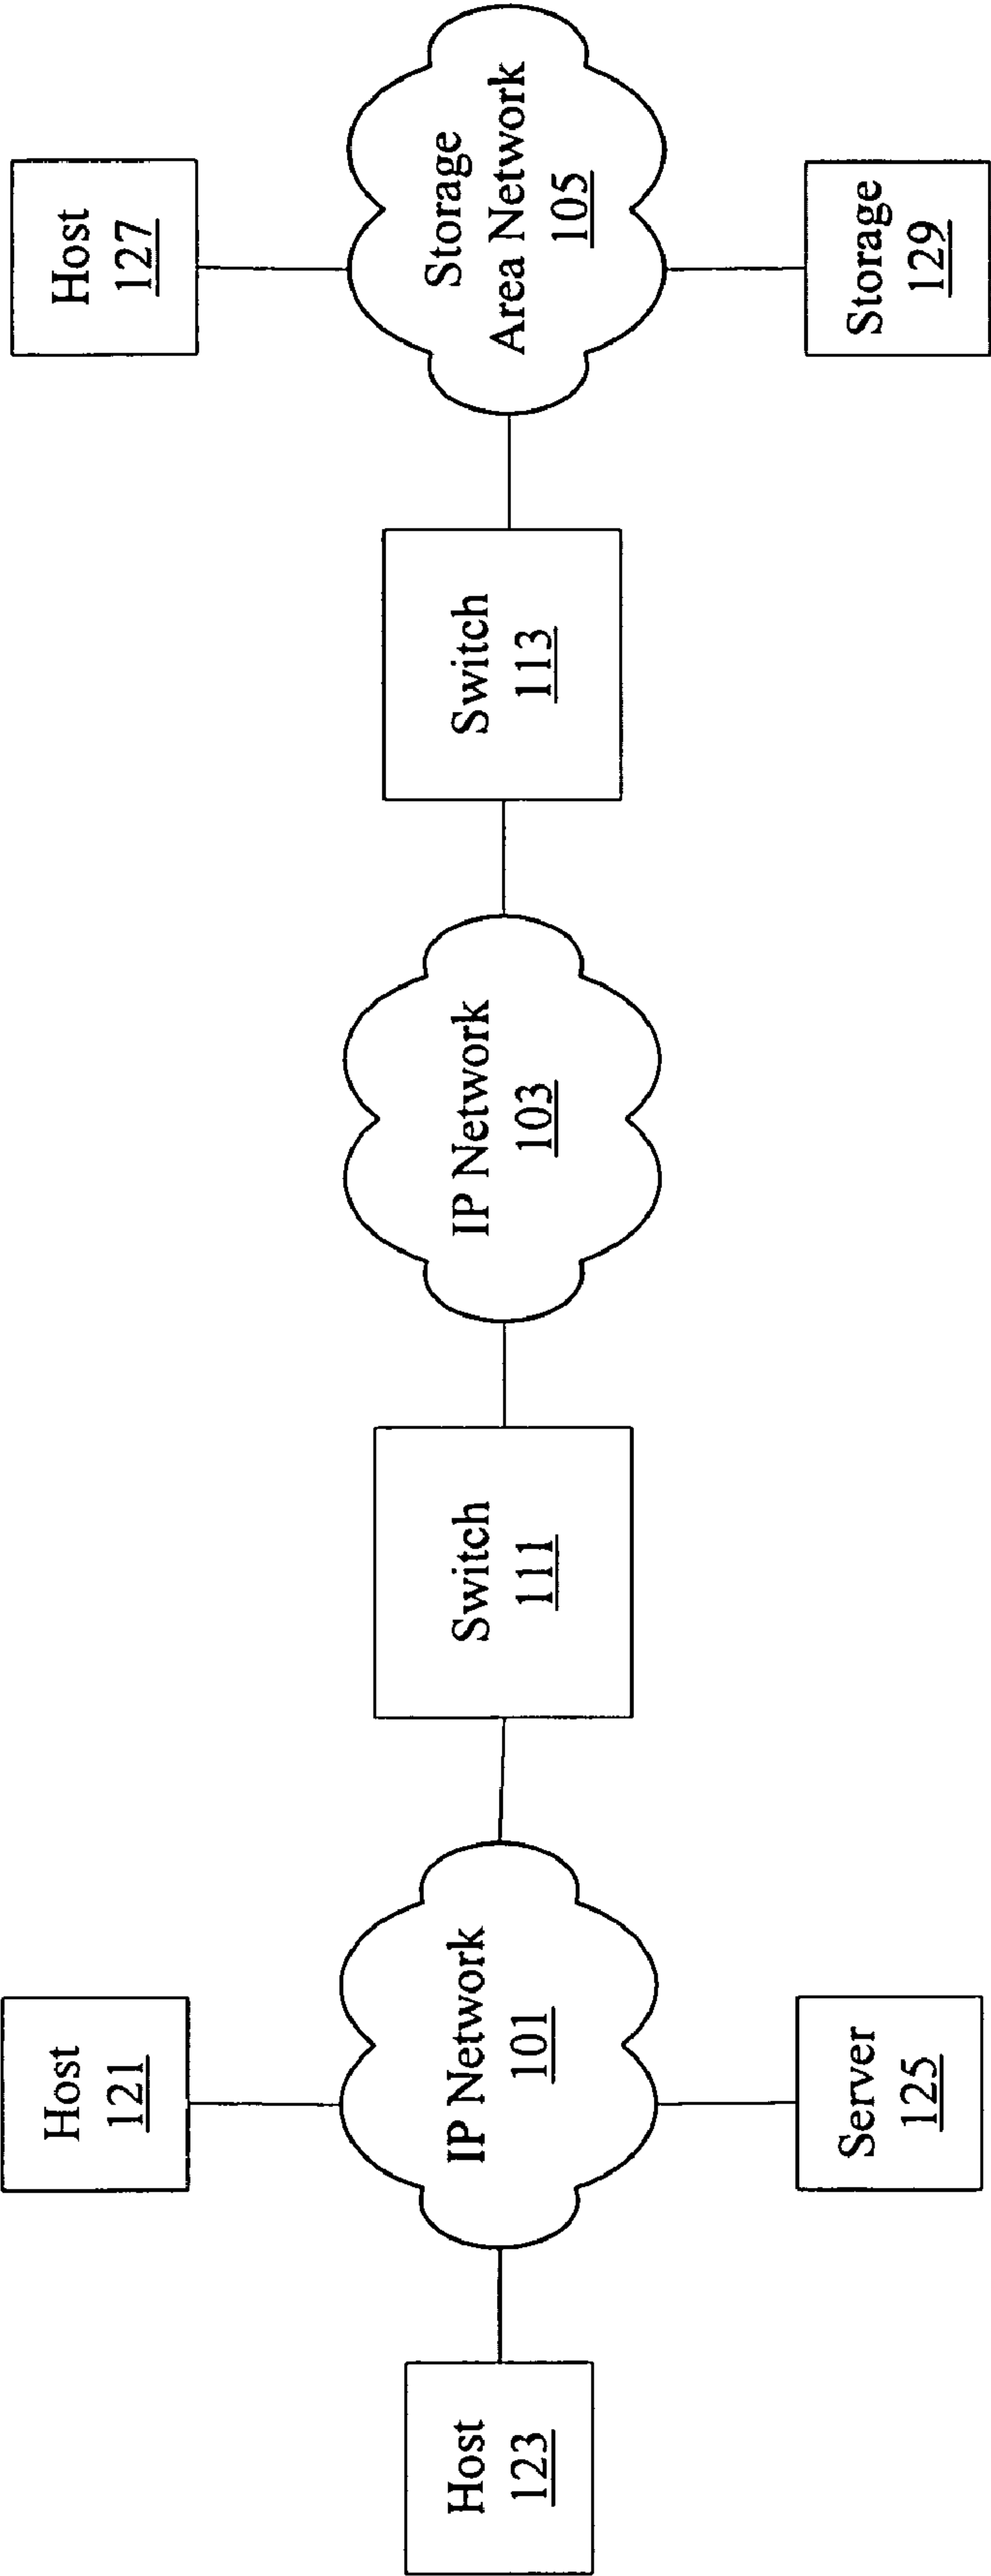 Host
121
Host
127
Host
123
IP Network
101
Switch
111
IP Network
103
Switch
113
Storage
Area Network
105
Server
125
Storage
129